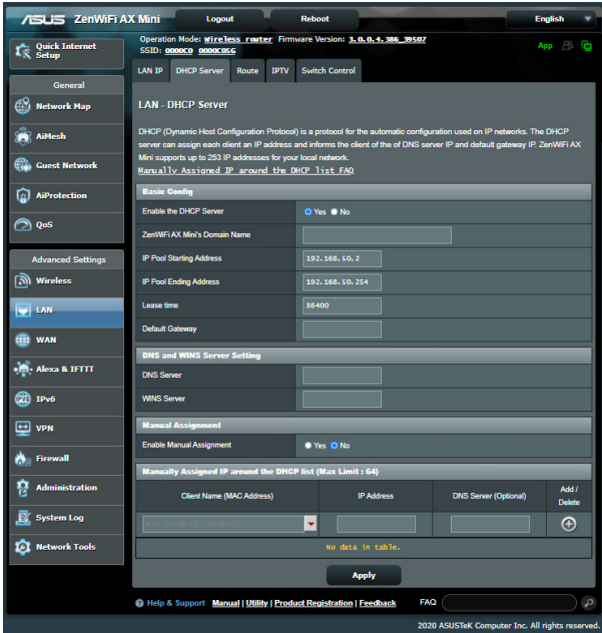 ASUS ZenWiFi AX Mini Logout Reboot English
Operation Mode: Wireless router Firmware Version: 3.0.0.4.386_39507
SSID: 0000C0 0000C05G
App
Quick Internet
Setup
General
Network Map
AiMesh
Guest Network
AiProtection
QoS
Advanced Settings
Wireless
LAN
WAN
Alexa & IFTTT
IPv6
VPN
Firewall
Administration
System Log
Network Tools
LAN IP DHCP Server Route IPTV Switch Control
LAN - DHCP Server
DHCP (Dynamic Host Configuration Protocol) is a protocol for the automatic configuration used on IP networks. The DHCP
server can assign each client an IP address and informs the client of the of DNS server IP and default gateway IP. ZenWiFi AX
Mini supports up to 253 IP addresses for your local network.
Manually Assigned IP around the DHCP list FAQ
Basic Config
Enable the DHCP Server Yes No
ZenWiFi AX Mini's Domain Name
IP Pool Starting Address 192.168.50.2
IP Pool Ending Address 192.168.50.254
Lease time 86400
Default Gateway
DNS and WINS Server Setting
DNS Server
WINS Server
Manual Assignment
Enable Manual Assignment Yes No
Manually Assigned IP around the DHCP list (Max Limit : 64)
Client Name (MAC Address) IP Address DNS Server (Optional) Add /
Delete
No data in table.
Apply
Help & Support Manual | Utility | Product Registration | Feedback FAQ
2020 ASUSTeK Computer Inc. All rights reserved.